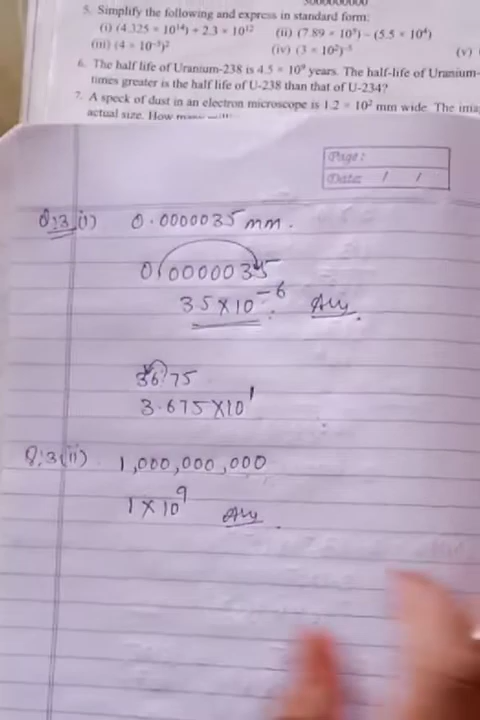 5. Simplify the following and express in standard form:
(i) (4.325 × 10¹⁴) ÷ 2.3 × 10¹² (ii) (7.89 × 10⁵) – (5.5 × 10⁴)
(iii) (4 × 10⁻⁵)² (iv) (3 × 10²)⁻⁵ (v)
6. The half life of Uranium-238 is 4.5 × 10⁹ years. The half-life of Uranium-
times greater is the half life of U-238 than that of U-234?
7. A speck of dust in an electron microscope is 1.2 × 10² mm wide. The
actual size. How
Page:
Date: / /
Q.3 (i) 0.0000035 mm.
0.0000035
3.5 × 10⁻⁶. Ans.
36.75
3.675 × 10¹
Q.3 (ii) 1,000,000,000
1 × 10⁹ Ans.